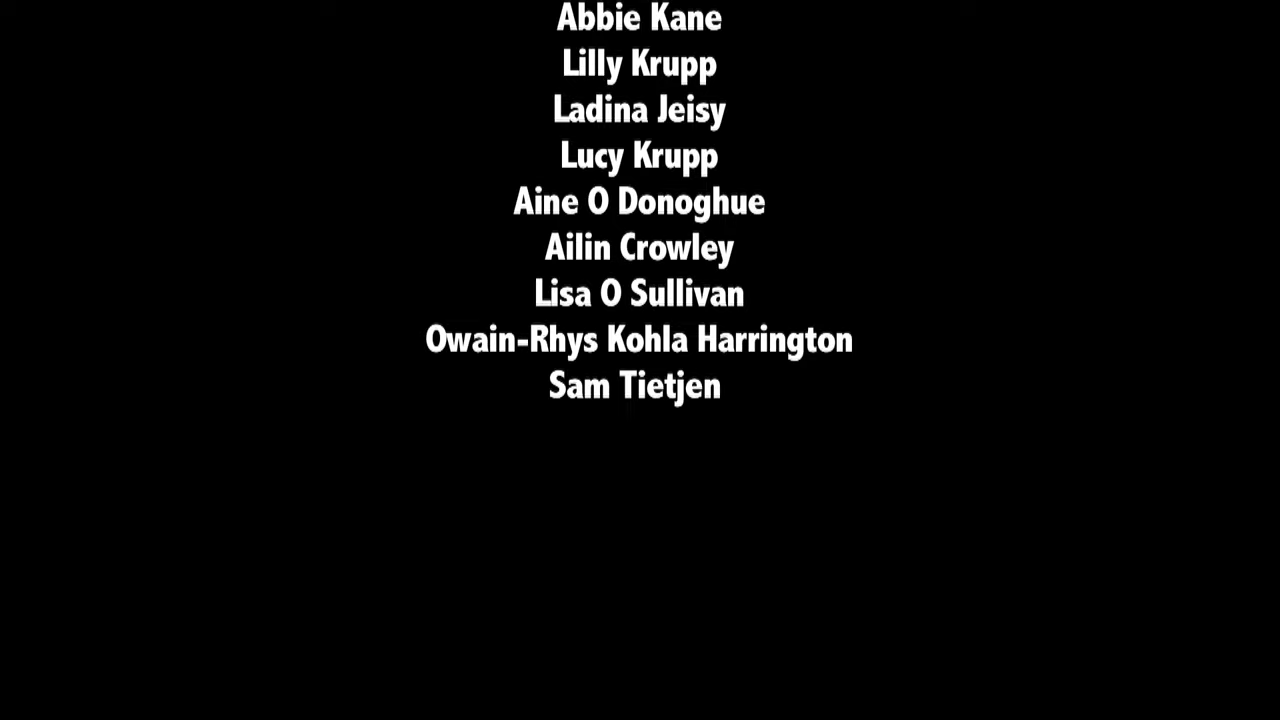 Abbie Kane
Lilly Krupp
Ladina Jeisy
Lucy Krupp
Aine O Donoghue
Ailin Crowley
Lisa O Sullivan
Owain-Rhys Kohla Harrington
Sam Tietjen